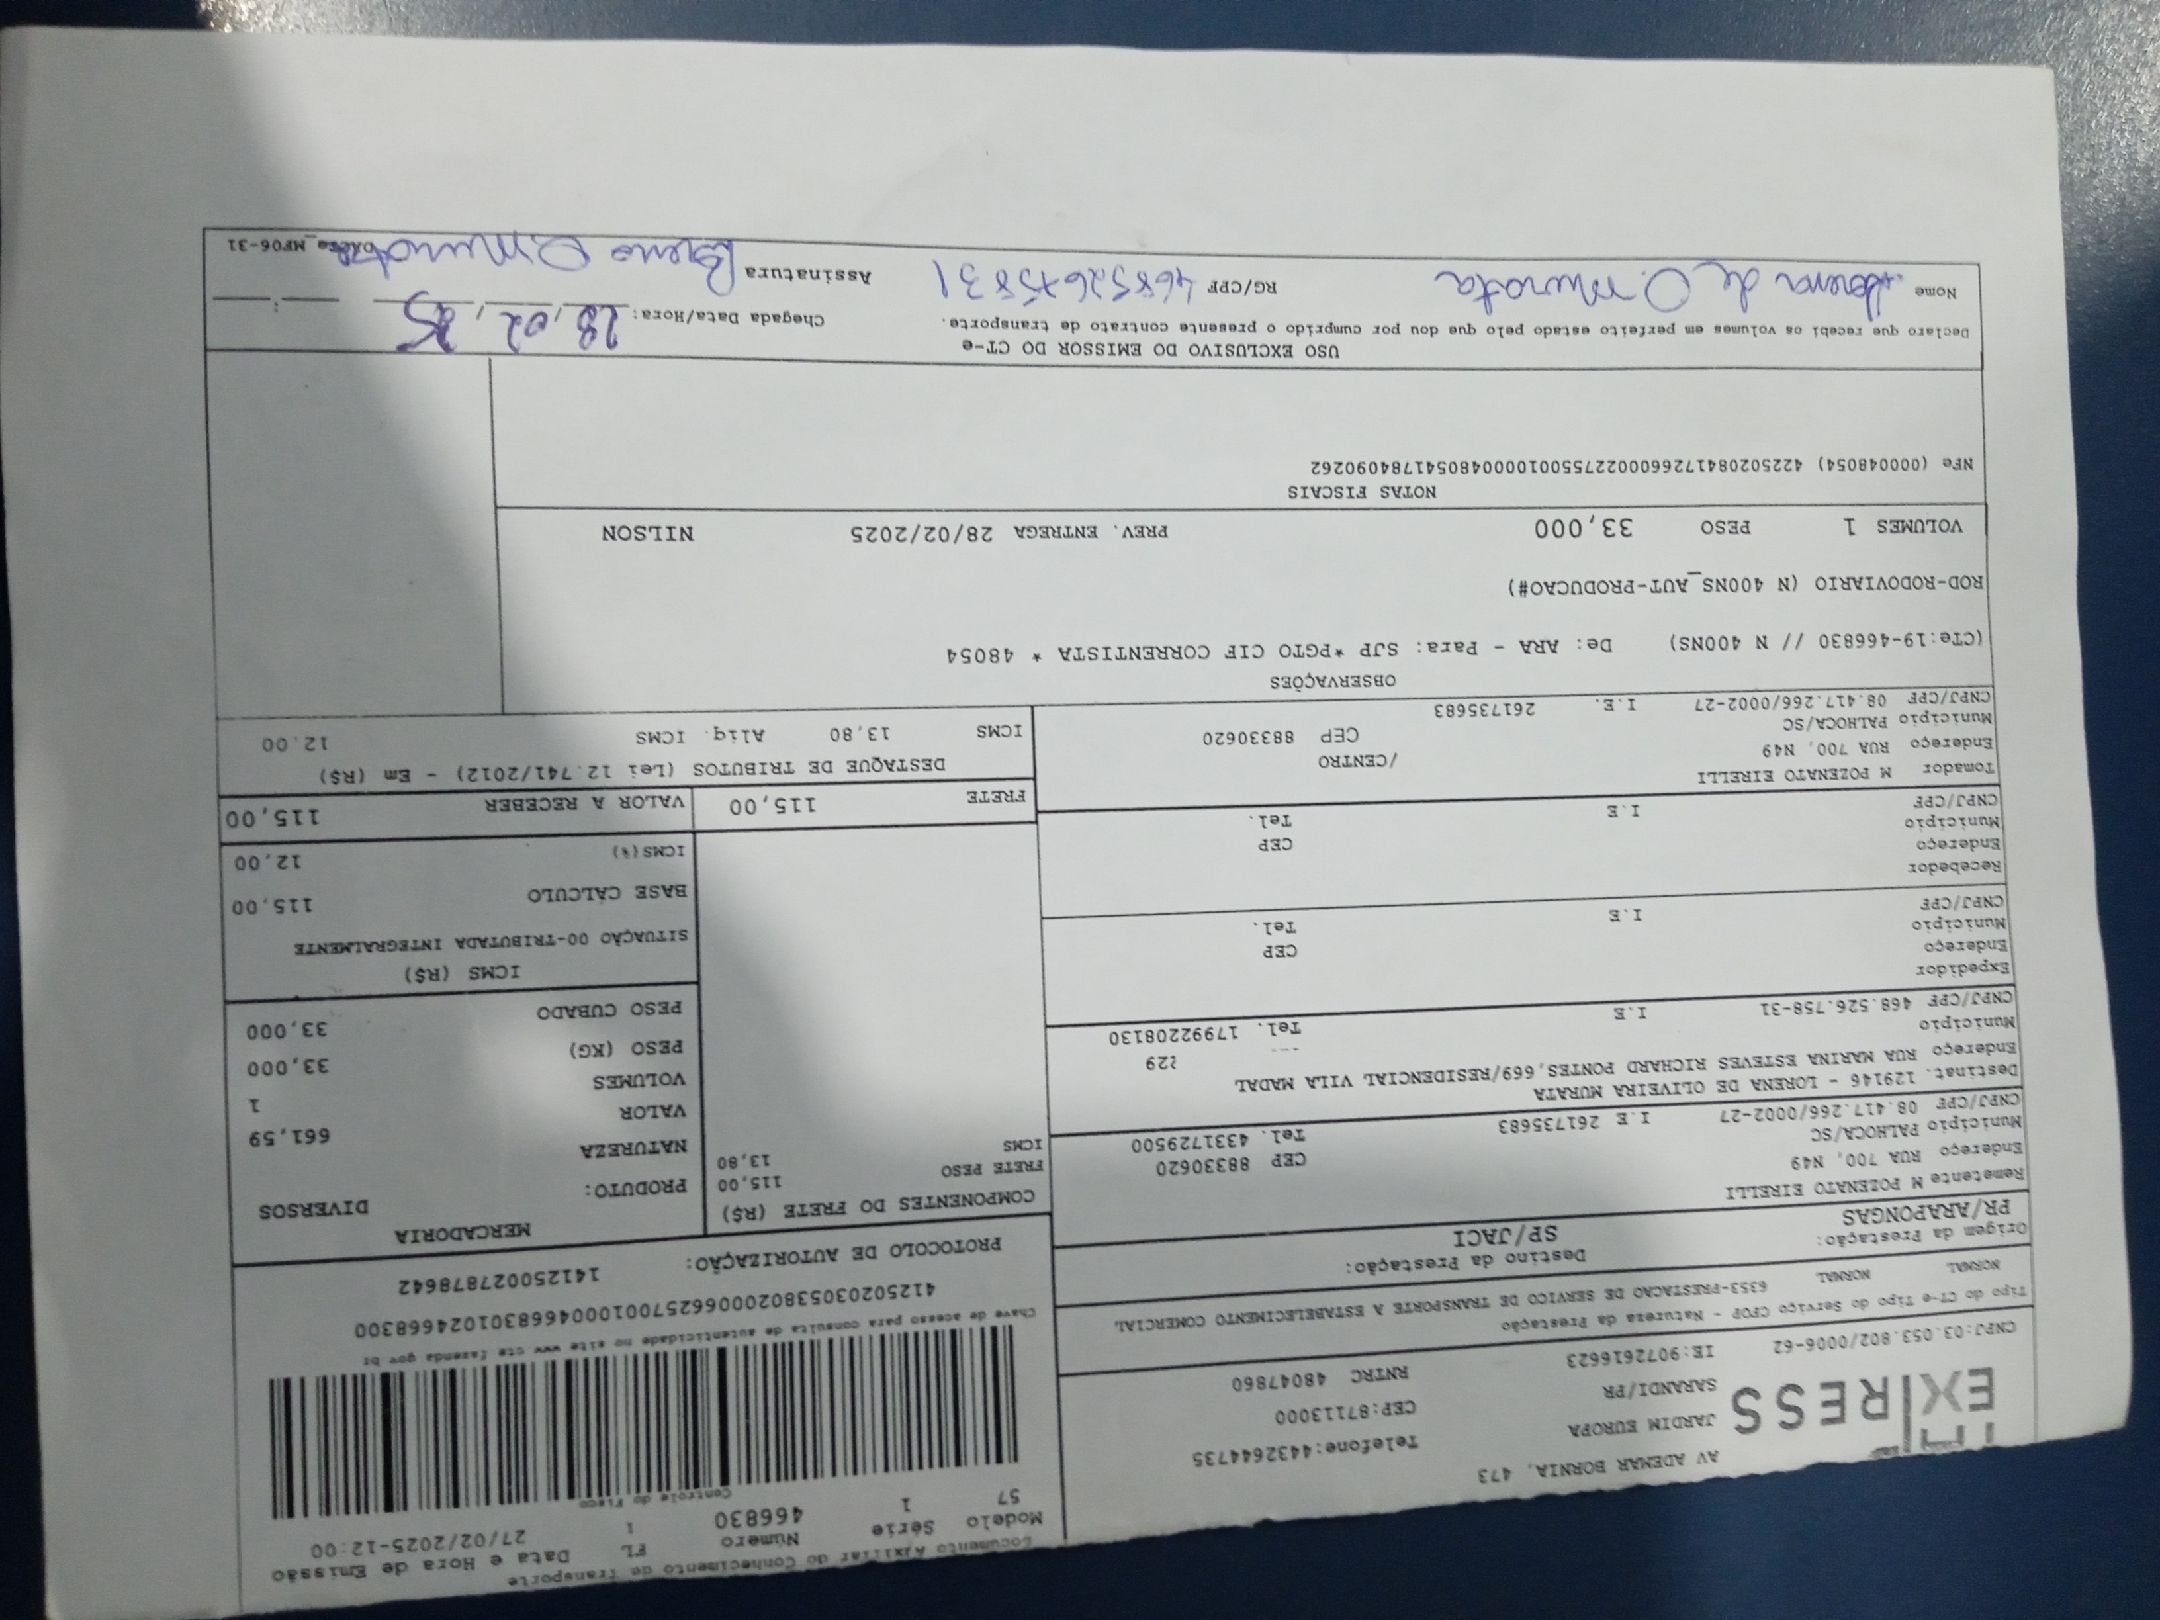 Documento Auxiliar do Conhecimento de Transporte
Modelo Série Número FL Data e Hora de Emissão
57 1 466830 1 27/02/2025-12:00
Controle do Fisco
EXPRESS
AV ADEMAR BORNIA, 473
JARDIM EUROPA
SARANDI/PR
Telefone:4432644735
CEP:87113000
RNTRC 48047860
CNPJ:03.053.802/0006-62 IE:9072616623
Chave de acesso para consulta de autenticidade no site www cte fazenda gov br
41250203053802000662570010004668301024668300
PROTOCOLO DE AUTORIZAÇÃO:
141250027878642
Tipo do CT-e Tipo do Serviço CFOP - Natureza da Prestação
NORMAL NORMAL 6353-PRESTACAO DE SERVICO DE TRANSPORTE A ESTABELECIMENTO COMERCIAL
Origem da Prestação: Destino da Prestação:
PR/ARAPONGAS SP/JACI
Remetente M POZENATO EIRELLI
Endereço RUA 700, N49 CEP 88330620
Município PALHOCA/SC Tel. 4331729500
CNPJ/CPF 08.417.266/0002-27 I.E 261735683
Destinat. 129146 - LORENA DE OLIVEIRA MURATA
Endereço RUA MARINA ESTEVES RICHARD PONTES,669/RESIDENCIAL VILA MADAL
Município
CNPJ/CPF 468.526.758-31 I.E Tel. 17992208130
Expedidor
Endereço CEP
Município Tel.
CNPJ/CPF I.E
Recebedor
Endereço CEP
Município Tel.
CNPJ/CPF I.E
Tomador M POZENATO EIRELLI /CENTRO
Endereço RUA 700, N49 CEP 88330620
Município PALHOCA/SC
CNPJ/CPF 08.417.266/0002-27 I.E. 261735683
COMPONENTES DO FRETE (R$)
FRETE PESO 115,00
ICMS 13,80
MERCADORIA
PRODUTO: DIVERSOS
NATUREZA
VALOR 661,59
VOLUMES 1
PESO (KG) 33,000
PESO CUBADO 33,000
ICMS (R$)
SITUAÇÃO 00-TRIBUTADA INTEGRALMENTE
BASE CÁLCULO 115,00
ICMS(%) 12,00
FRETE 115,00 VALOR A RECEBER 115,00
DESTAQUE DE TRIBUTOS (Lei 12.741/2012) - Em (R$)
ICMS 13,80 Aliq. ICMS 12.00
OBSERVAÇÕES
(CTe:19-466830 // N 400NS) De: ARA - Para: SJP *PGTO CIF CORRENTISTA * 48054
ROD-RODOVIARIO (N 400NS_AUT-PRODUCAO#)
VOLUMES 1 PESO 33,000 PREV. ENTREGA 28/02/2025 NILSON
NOTAS FISCAIS
NFe (000048054) 42250208417266000227550010000480541784090262
USO EXCLUSIVO DO EMISSOR DO CT-e
Declaro que recebi os volumes em perfeito estado pelo que dou por cumprido o presente contrato de transporte.
Chegada Data/Hora: 28,02,25
Nome Lorena de O. Murata RG/CPF 46852675831 Assinatura
MF06-31